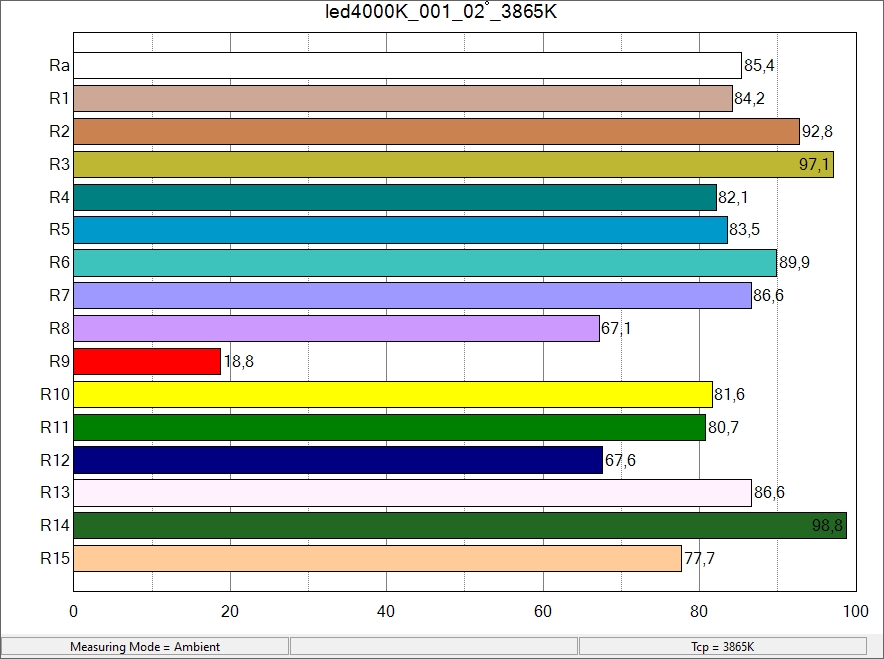 led4000K_001_02°_3865K
Ra 85,4
R1 84,2
R2 92,8
R3 97,1
R4 82,1
R5 83,5
R6 89,9
R7 86,6
R8 67,1
R9 18,8
R10 81,6
R11 80,7
R12 67,6
R13 86,6
R14 98,8
R15 77,7
0 20 40 60 80 100
Measuring Mode = Ambient Tcp = 3865K